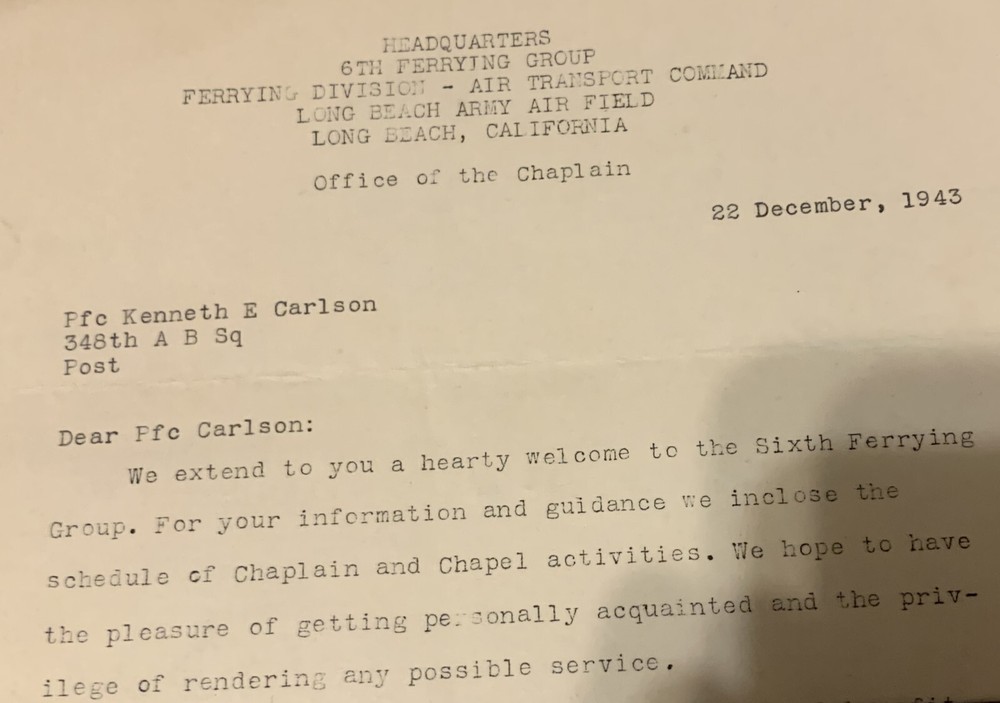 HEADQUARTERS
6TH FERRYING GROUP
FERRYING DIVISION - AIR TRANSPORT COMMAND
LONG BEACH ARMY AIR FIELD
LONG BEACH, CALIFORNIA
Office of the Chaplain
22 December, 1943
Pfc Kenneth E Carlson
348th A B Sq
Post
Dear Pfc Carlson:
We extend to you a hearty welcome to the Sixth Ferrying
Group. For your information and guidance we inclose the
schedule of Chaplain and Chapel activities. We hope to have
the pleasure of getting personally acquainted and the priv-
ilege of rendering any possible service.